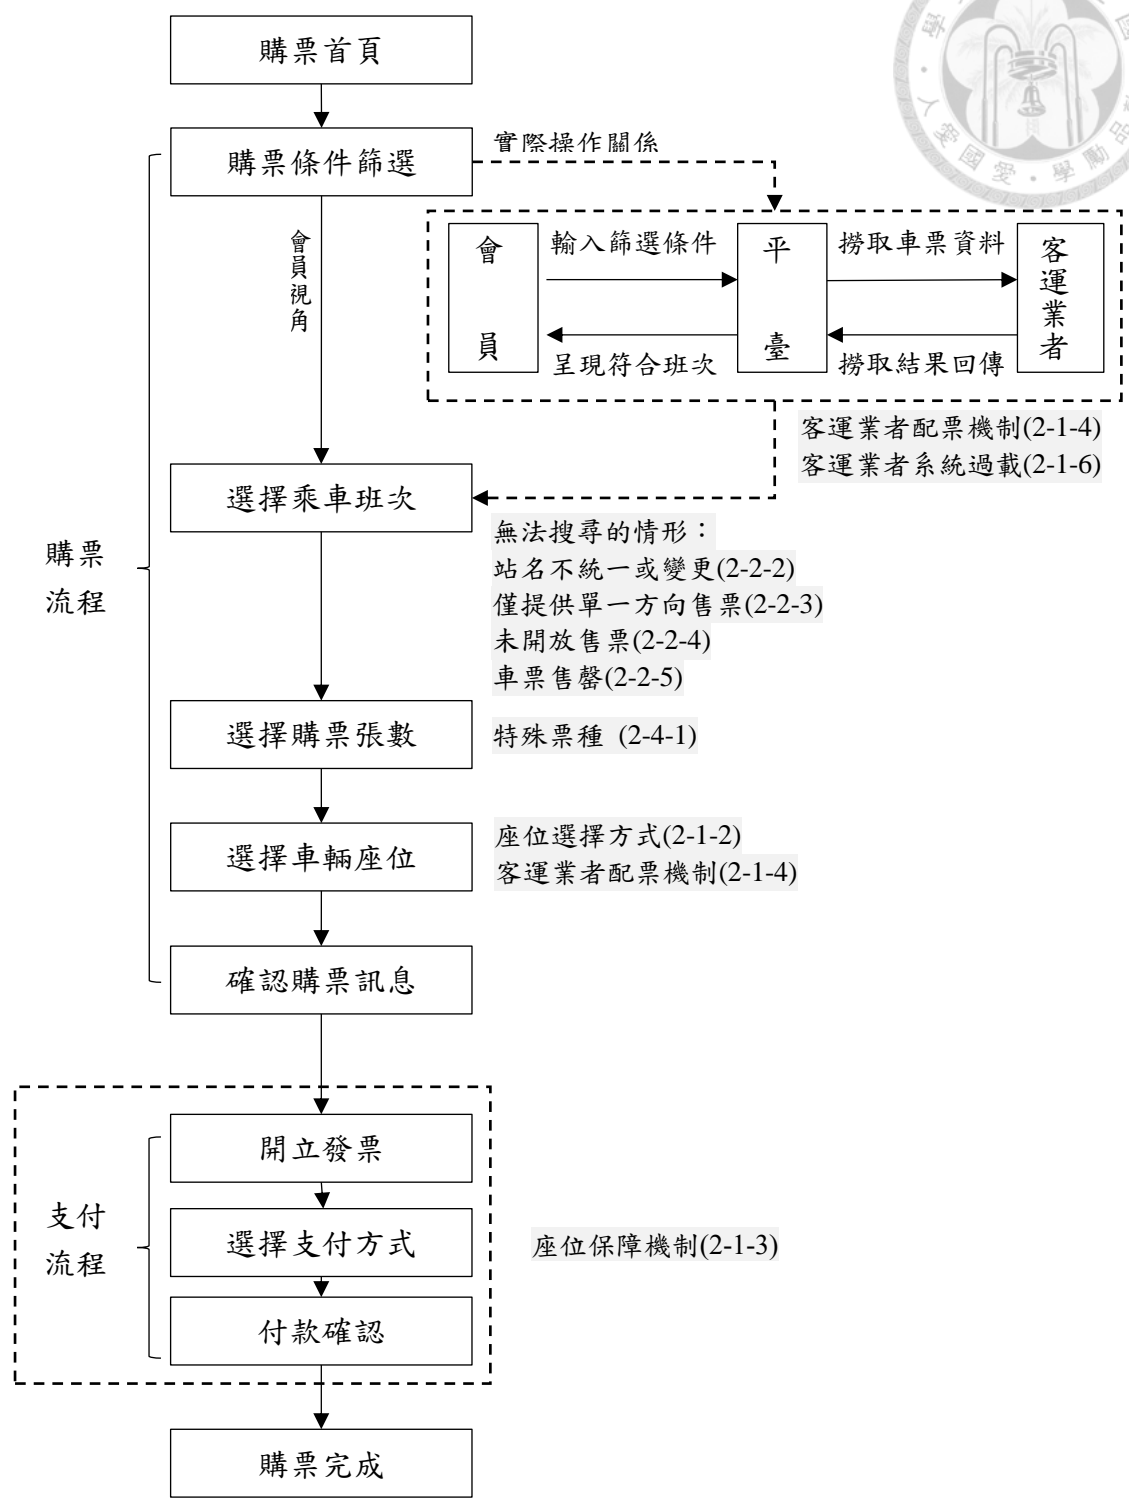 購票首頁
購票條件篩選
實際操作關係
會員視角
會員
輸入篩選條件
呈現符合班次
平臺
撈取車票資料
撈取結果回傳
客運業者
客運業者配票機制(2-1-4)
客運業者系統過載(2-1-6)
選擇乘車班次
無法搜尋的情形：
站名不統一或變更(2-2-2)
僅提供單一方向售票(2-2-3)
未開放售票(2-2-4)
車票售罄(2-2-5)
購票
流程
選擇購票張數
特殊票種 (2-4-1)
選擇車輛座位
座位選擇方式(2-1-2)
客運業者配票機制(2-1-4)
確認購票訊息
支付
流程
開立發票
選擇支付方式
座位保障機制(2-1-3)
付款確認
購票完成